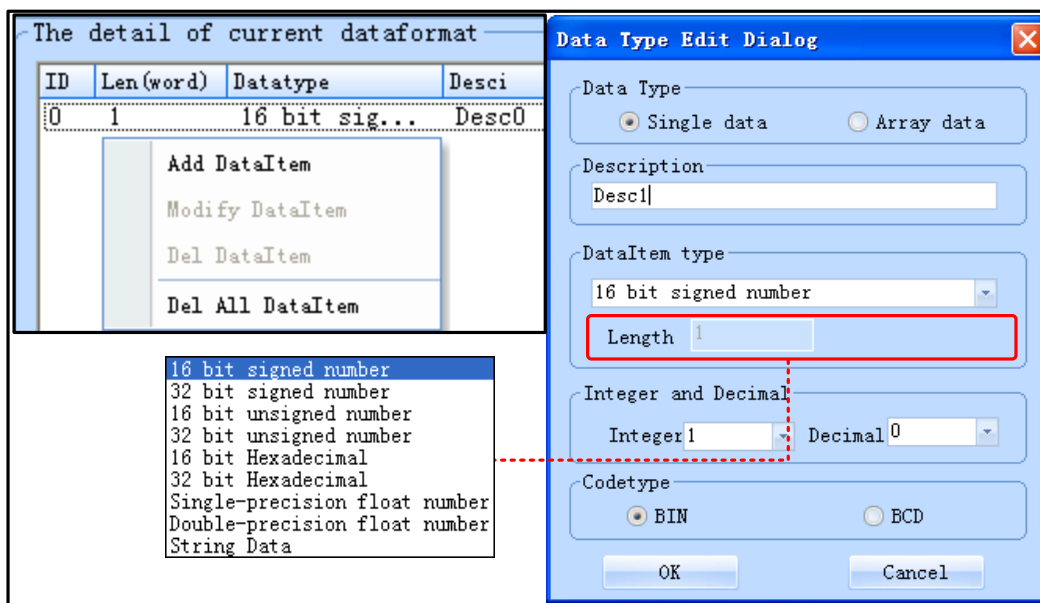 The detail of current dataformat
ID Len(word) Datatype Desci
0 1 16 bit sig... Desc0
Add DataItem
Modify DataItem
Del DataItem
Del All DataItem
16 bit signed number
32 bit signed number
16 bit unsigned number
32 bit unsigned number
16 bit Hexadecimal
32 bit Hexadecimal
Single-precision float number
Double-precision float number
String Data
Data Type Edit Dialog
Data Type
Single data Array data
Description
Desc1
DataItem type
16 bit signed number
Length 1
Integer and Decimal
Integer 1 Decimal 0
Codetype
BIN BCD
OK Cancel